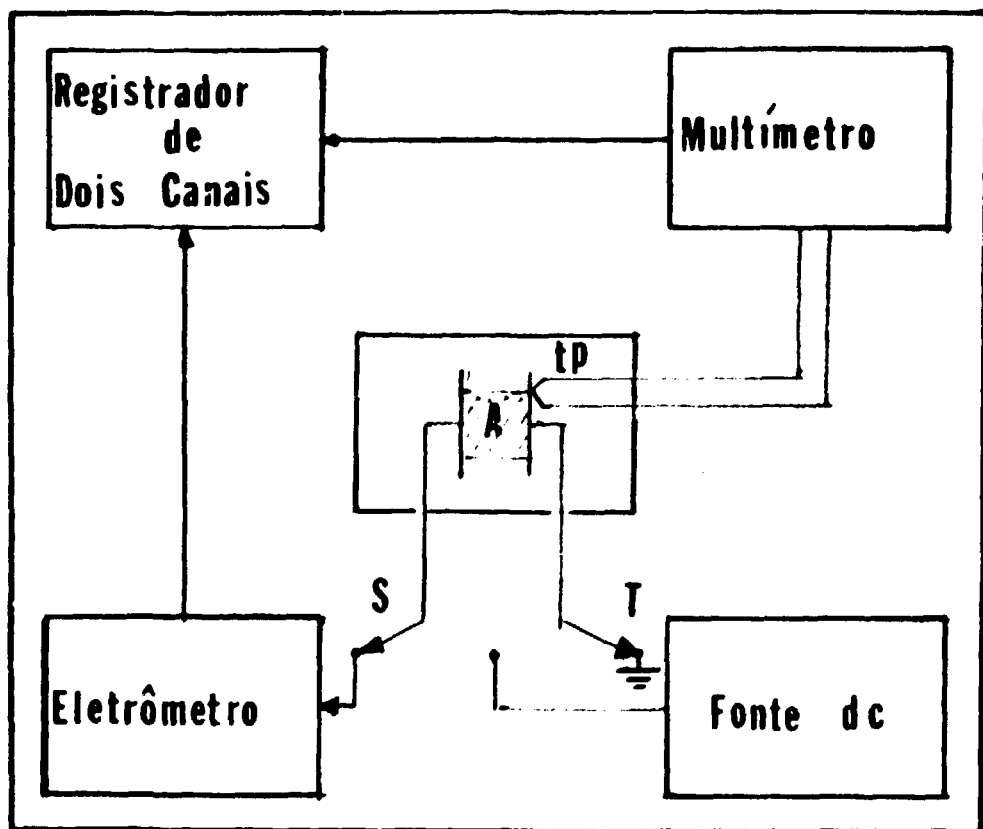 Registrador
de
Dois Canais
Multímetro
tp
A
S
T
Eletrômetro
Fonte dc